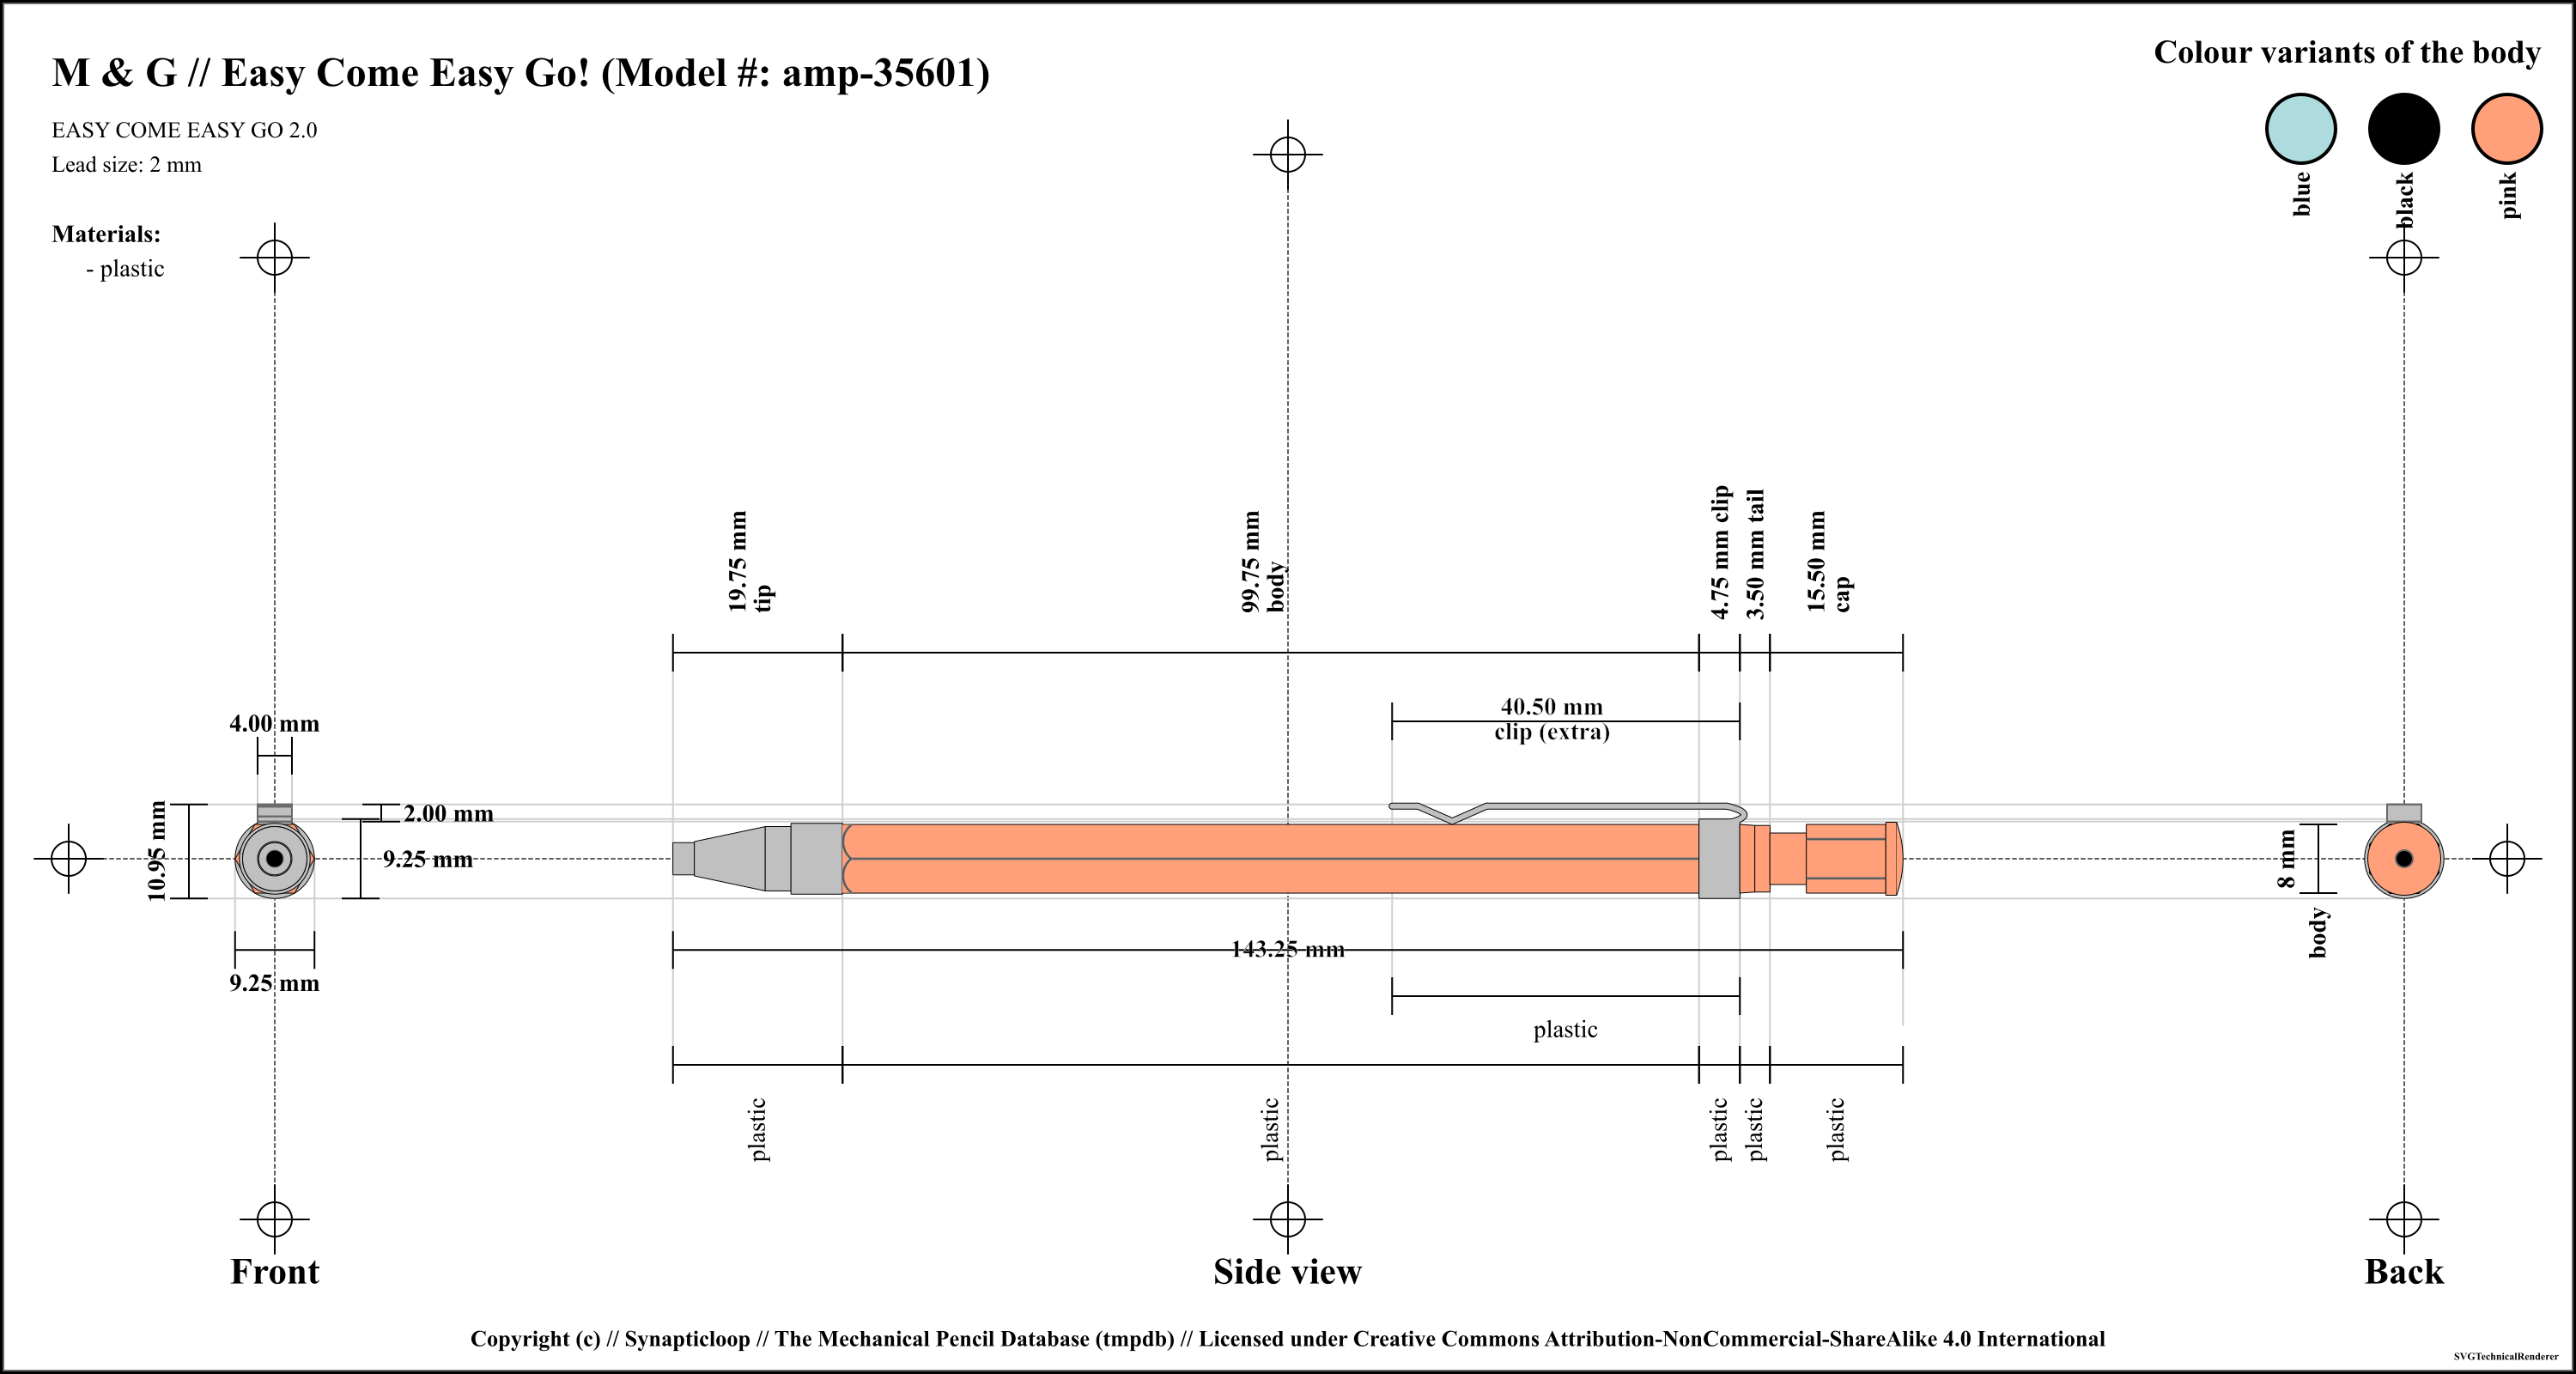 M & G // Easy Come Easy Go! (Model #: amp-35601)
EASY COME EASY GO 2.0
Lead size: 2 mm
Materials:
- plastic
Colour variants of the body
blue
black
pink
19.75 mm
tip
99.75 mm
body
4.75 mm clip
3.50 mm tail
15.50 mm
cap
40.50 mm
clip (extra)
4.00 mm
2.00 mm
10.95 mm
9.25 mm
9.25 mm
8 mm
body
143.25 mm
plastic
plastic
plastic
plastic
plastic
plastic
Front
Side view
Back
Copyright (c) // Synapticloop // The Mechanical Pencil Database (tmpdb) // Licensed under Creative Commons Attribution-NonCommercial-ShareAlike 4.0 International
SVGTechnicalRenderer